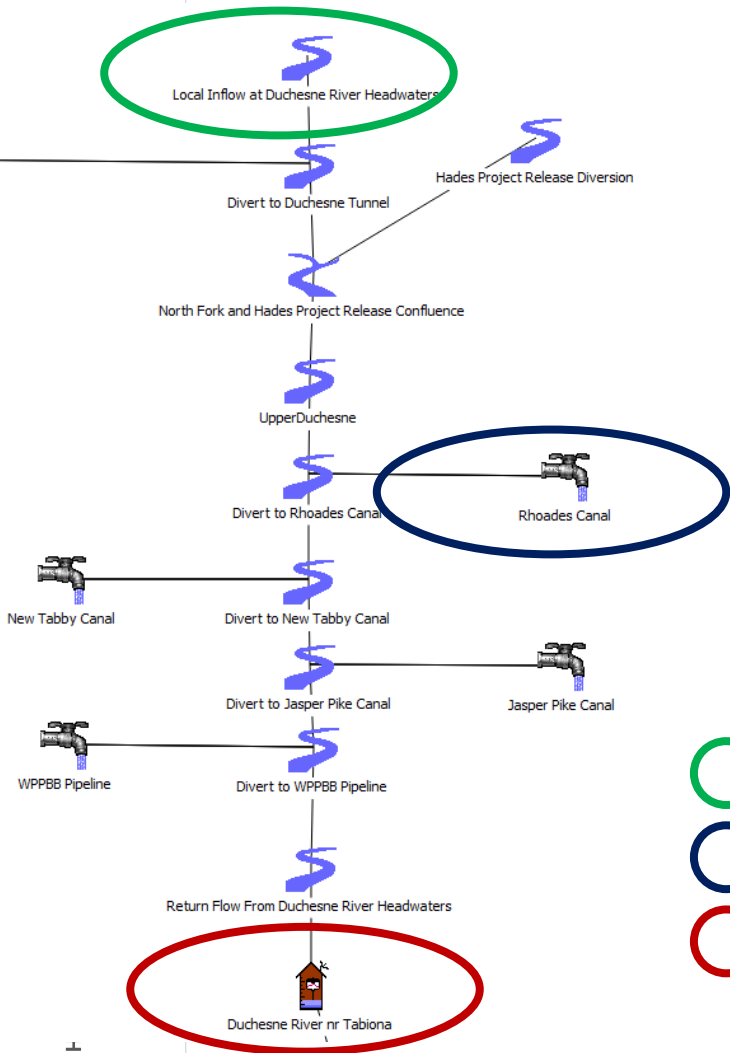 Local Inflow at Duchesne River Headwaters
Hades Project Release Diversion
Divert to Duchesne Tunnel
North Fork and Hades Project Release Confluence
UpperDuchesne
Divert to Rhoades Canal
Rhoades Canal
New Tabby Canal
Divert to New Tabby Canal
Divert to Jasper Pike Canal
Jasper Pike Canal
WPPBB Pipeline
Divert to WPPBB Pipeline
Return Flow From Duchesne River Headwaters
Duchesne River nr Tabiona